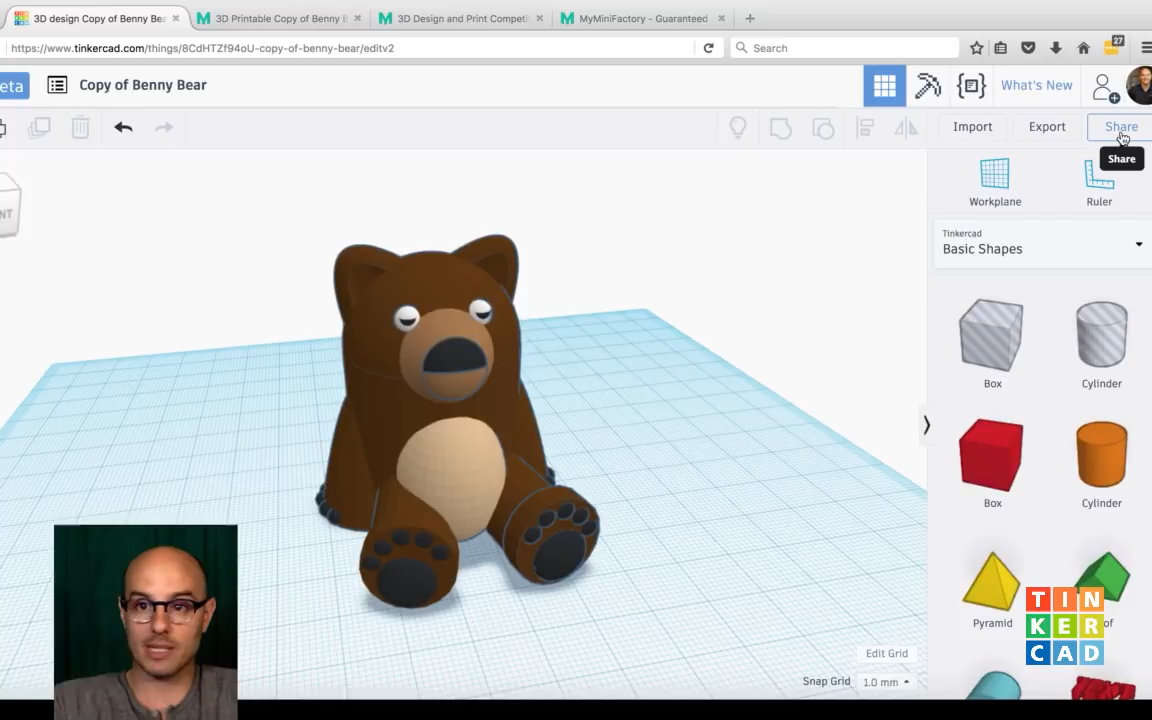 3D design Copy of Benny Be
3D Printable Copy of Benny B
3D Design and Print Competi
MyMiniFactory - Guaranteed
https://www.tinkercad.com/things/8CdHTZf94oU-copy-of-benny-bear/editv2
Search
27
eta
Copy of Benny Bear
What's New
Import
Export
Share
Share
NT
Workplane
Ruler
Tinkercad
Basic Shapes
Box
Cylinder
Box
Cylinder
Pyramid
of
TIN
KER
CAD
Edit Grid
Snap Grid
1.0 mm